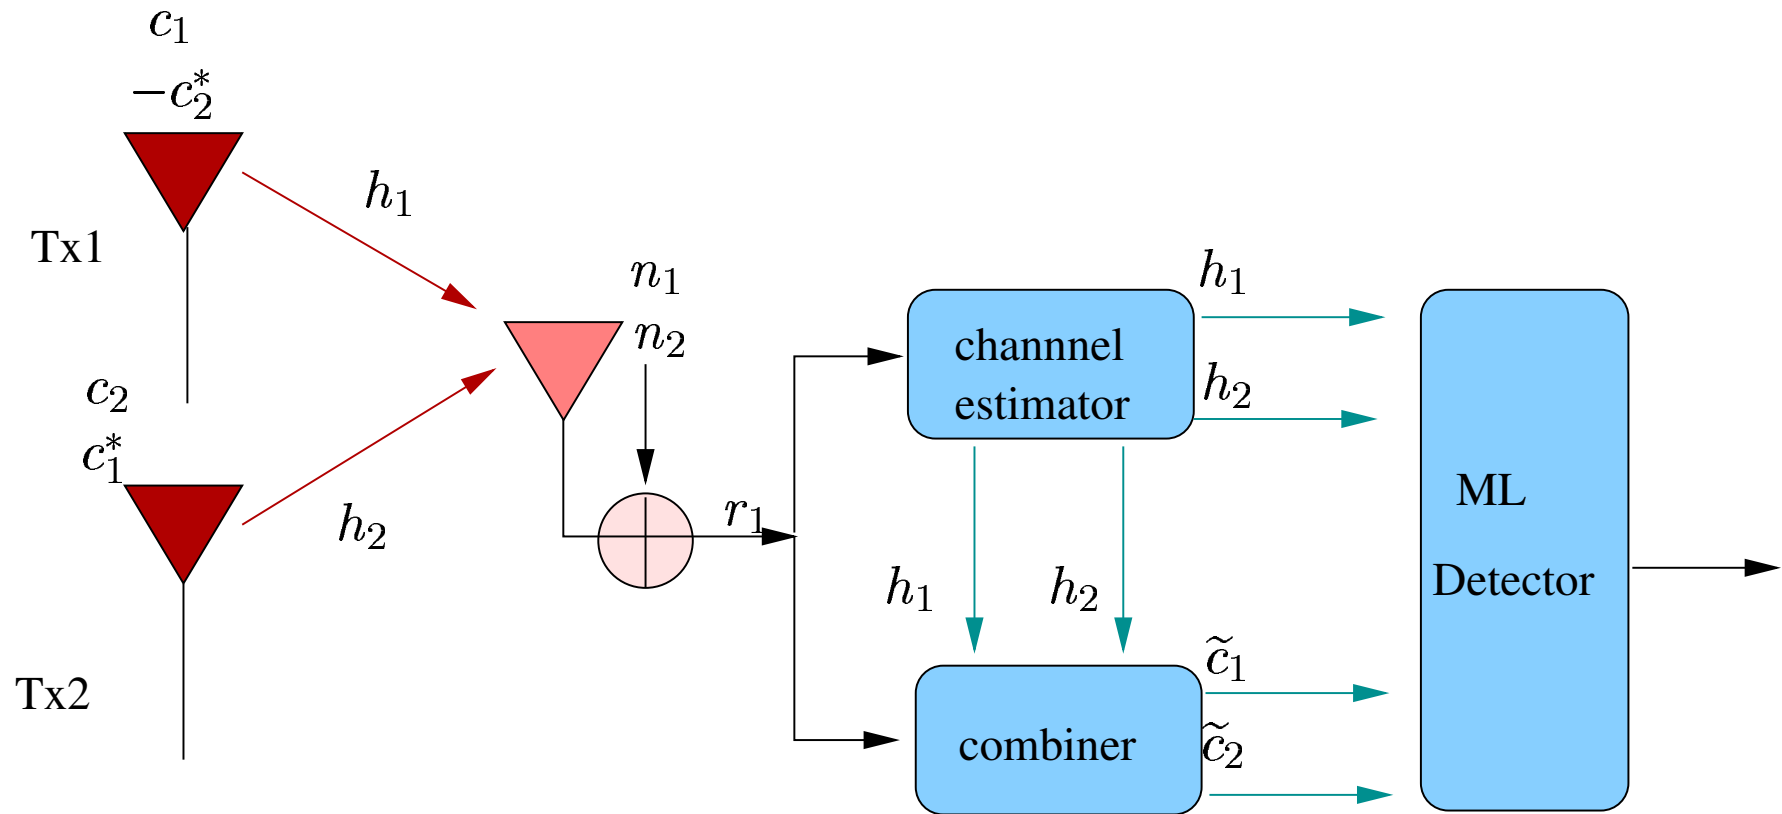 c₁
−c₂*
Tx1
h₁
c₂
c₁*
h₂
Tx2
n₁
n₂
r₁
channnel
estimator
h₁
h₂
h₁
h₂
combiner
c̃₁
c̃₂
ML
Detector